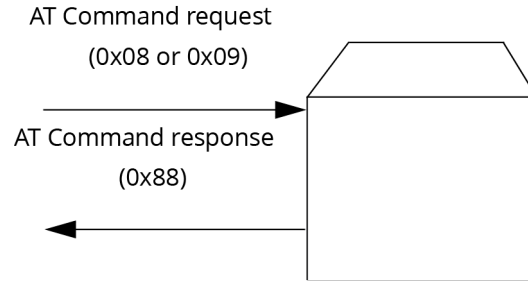 AT Command request
(0x08 or 0x09)
AT Command response
(0x88)